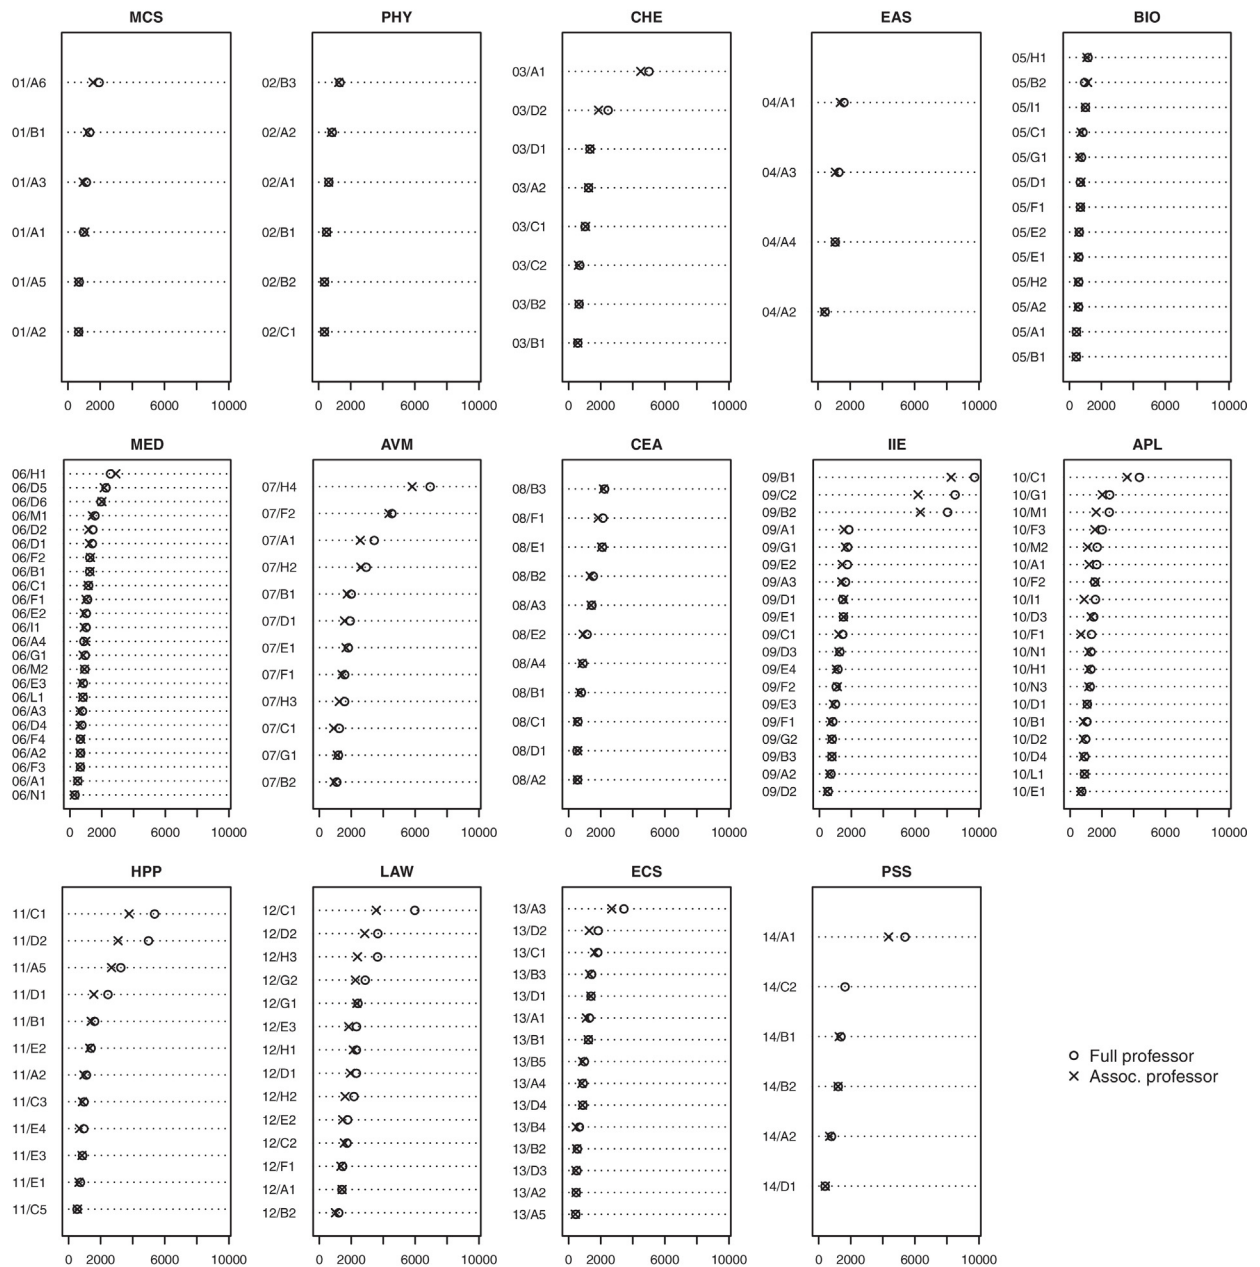 MCS
01/A6
01/B1
01/A3
01/A1
01/A5
01/A2
0 2000 6000 10000
PHY
02/B3
02/A2
02/A1
02/B1
02/B2
02/C1
0 2000 6000 10000
CHE
03/A1
03/D2
03/D1
03/A2
03/C1
03/C2
03/B2
03/B1
0 2000 6000 10000
EAS
04/A1
04/A3
04/A4
04/A2
0 2000 6000 10000
BIO
05/H1
05/B2
05/I1
05/C1
05/G1
05/D1
05/F1
05/E2
05/E1
05/H2
05/A2
05/A1
05/B1
0 2000 6000 10000
MED
06/H1
06/D5
06/D6
06/M1
06/D2
06/D1
06/F2
06/B1
06/C1
06/F1
06/E2
06/I1
06/A4
06/G1
06/M2
06/E3
06/L1
06/A3
06/D4
06/F4
06/A2
06/F3
06/A1
06/N1
0 2000 6000 10000
AVM
07/H4
07/F2
07/A1
07/H2
07/B1
07/D1
07/E1
07/F1
07/H3
07/C1
07/G1
07/B2
0 2000 6000 10000
CEA
08/B3
08/F1
08/E1
08/B2
08/A3
08/E2
08/A4
08/B1
08/C1
08/D1
08/A2
0 2000 6000 10000
IIE
09/B1
09/C2
09/B2
09/A1
09/G1
09/E2
09/A3
09/D1
09/E1
09/C1
09/D3
09/E4
09/F2
09/E3
09/F1
09/G2
09/B3
09/A2
09/D2
0 2000 6000 10000
APL
10/C1
10/G1
10/M1
10/F3
10/M2
10/A1
10/F2
10/I1
10/D3
10/F1
10/N1
10/H1
10/N3
10/D1
10/B1
10/D2
10/D4
10/L1
10/E1
0 2000 6000 10000
HPP
11/C1
11/D2
11/A5
11/D1
11/B1
11/E2
11/A2
11/C3
11/E4
11/E3
11/E1
11/C5
0 2000 6000 10000
LAW
12/C1
12/D2
12/H3
12/G2
12/G1
12/E3
12/H1
12/D1
12/H2
12/E2
12/C2
12/F1
12/A1
12/B2
0 2000 6000 10000
ECS
13/A3
13/D2
13/C1
13/B3
13/D1
13/A1
13/B1
13/B5
13/A4
13/D4
13/B4
13/B2
13/D3
13/A2
13/A5
0 2000 6000 10000
PSS
14/A1
14/C2
14/B1
14/B2
14/A2
14/D1
0 2000 6000 10000
Full professor
Assoc. professor